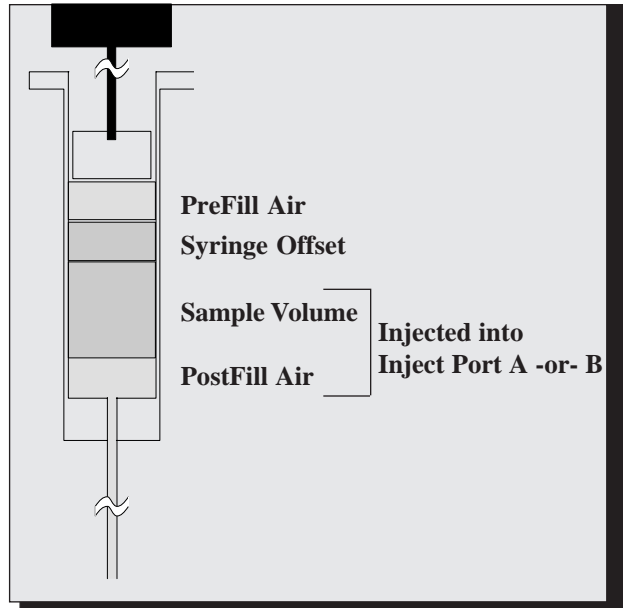 PreFill Air
Syringe Offset
Sample Volume
PostFill Air
Injected into
Inject Port A -or- B